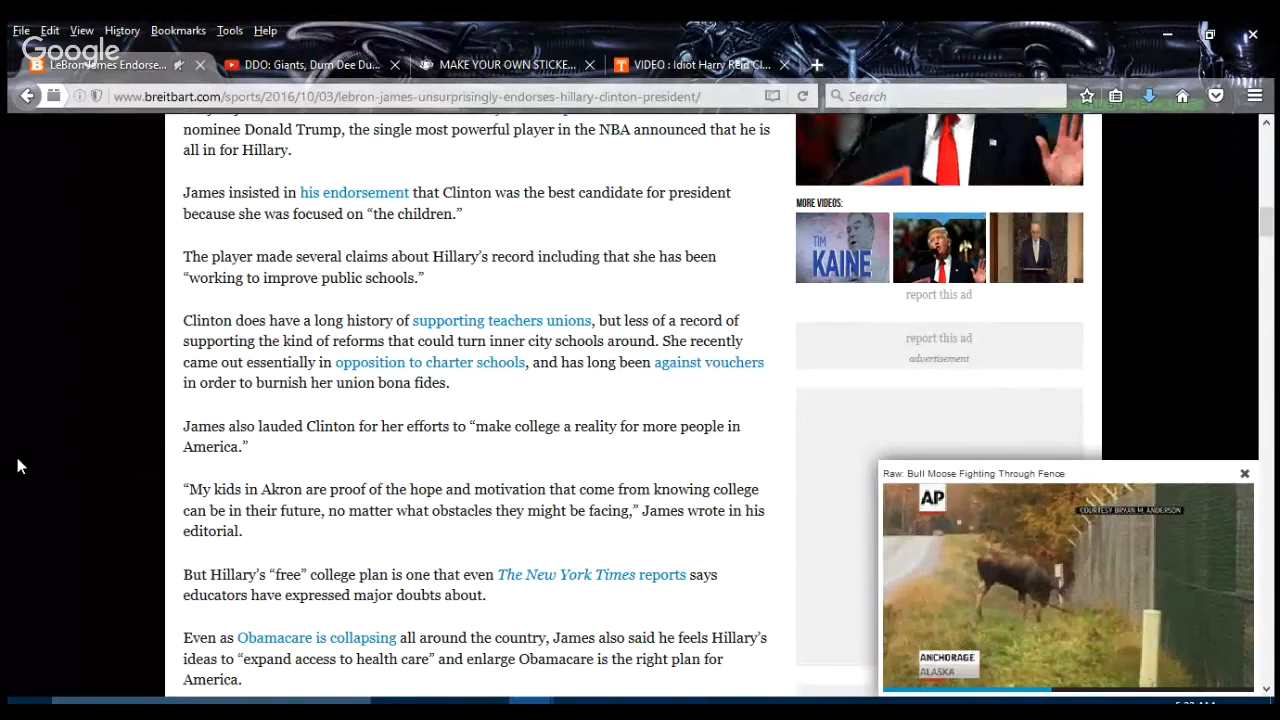 File Edit View History Bookmarks Tools Help
Google
LeBron James Endorse...
DDO: Giants, Dum Dee Du...
MAKE YOUR OWN STICKE...
VIDEO : Idiot Harry Reid Cl...
www.breitbart.com/sports/2016/10/03/lebron-james-unsurprisingly-endorses-hillary-clinton-president/
Search
nominee Donald Trump, the single most powerful player in the NBA announced that he is
all in for Hillary.
James insisted in his endorsement that Clinton was the best candidate for president
because she was focused on “the children.”
The player made several claims about Hillary’s record including that she has been
“working to improve public schools.”
Clinton does have a long history of supporting teachers unions, but less of a record of
supporting the kind of reforms that could turn inner city schools around. She recently
came out essentially in opposition to charter schools, and has long been against vouchers
in order to burnish her union bona fides.
James also lauded Clinton for her efforts to “make college a reality for more people in
America.”
“My kids in Akron are proof of the hope and motivation that come from knowing college
can be in their future, no matter what obstacles they might be facing,” James wrote in his
editorial.
But Hillary’s “free” college plan is one that even The New York Times reports says
educators have expressed major doubts about.
Even as Obamacare is collapsing all around the country, James also said he feels Hillary’s
ideas to “expand access to health care” and enlarge Obamacare is the right plan for
America.
MORE VIDEOS:
TIM
KAINE
report this ad
report this ad
advertisement
Raw: Bull Moose Fighting Through Fence
AP
COURTESY BRYAN M. ANDERSON
ANCHORAGE
ALASKA